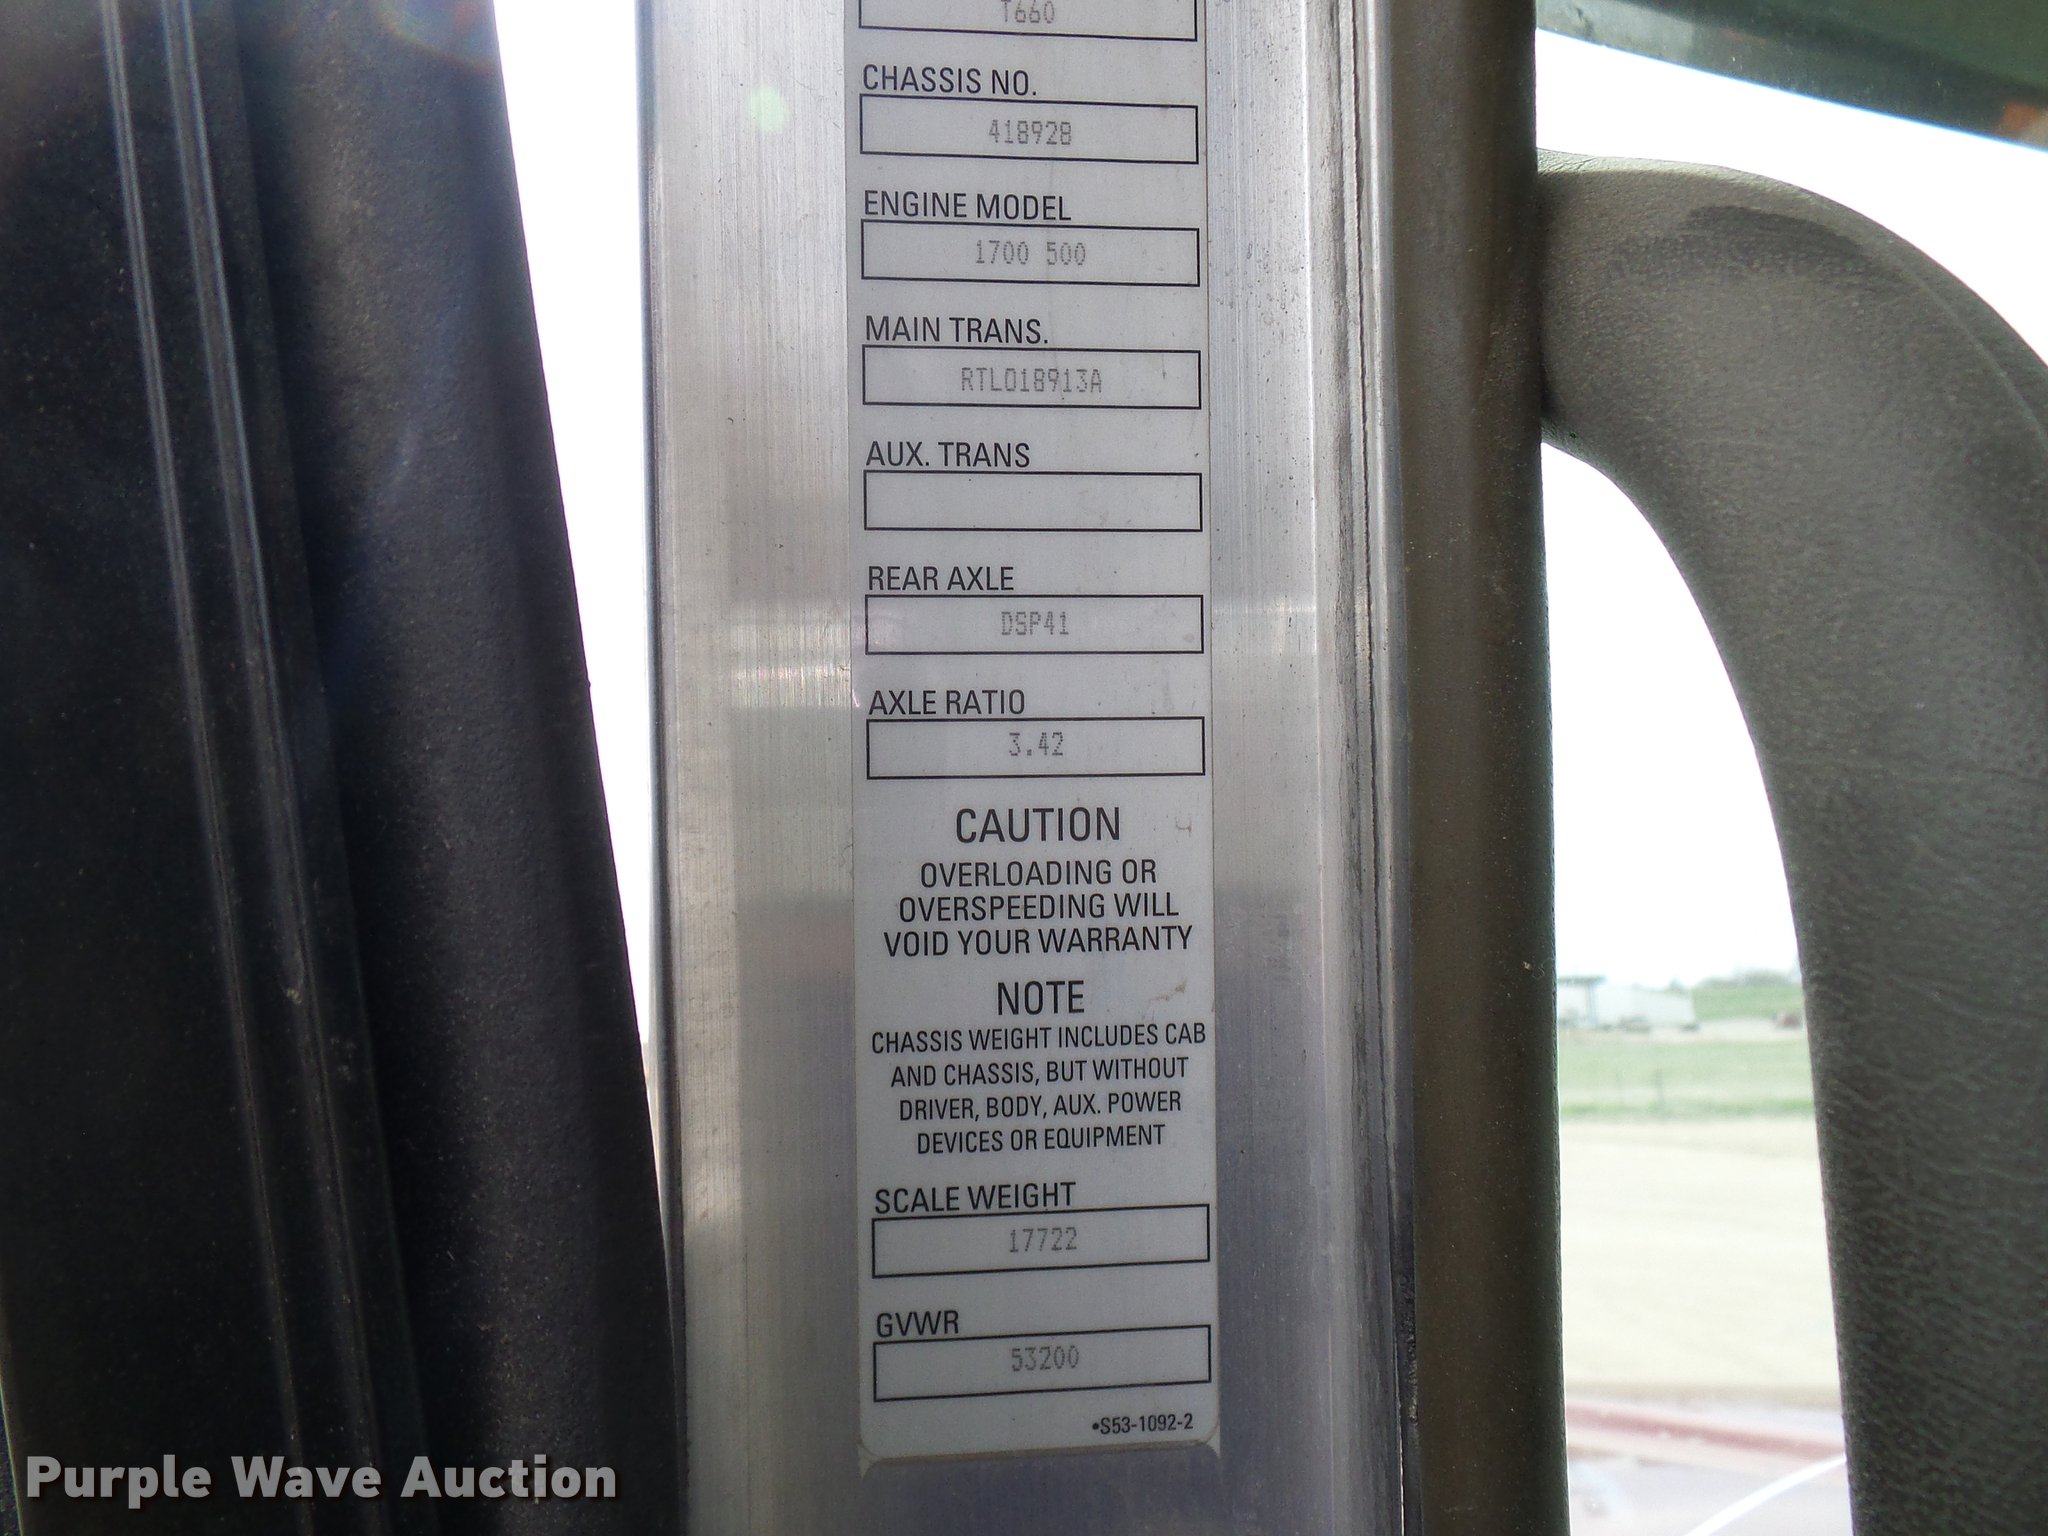 T660
CHASSIS NO.
418928
ENGINE MODEL
1700 500
MAIN TRANS.
RTLO18913A
AUX. TRANS
REAR AXLE
DSP41
AXLE RATIO
3.42
CAUTION
OVERLOADING OR
OVERSPEEDING WILL
VOID YOUR WARRANTY
NOTE
CHASSIS WEIGHT INCLUDES CAB
AND CHASSIS, BUT WITHOUT
DRIVER, BODY, AUX. POWER
DEVICES OR EQUIPMENT
SCALE WEIGHT
17722
GVWR
53200
•S53-1092-2
Purple Wave Auction